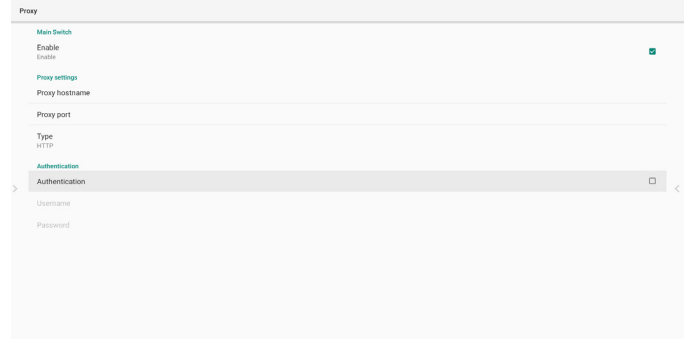 Proxy
Main Switch
Enable
Enable
Proxy settings
Proxy hostname
Proxy port
Type
HTTP
Authentication
Authentication
Username
Password